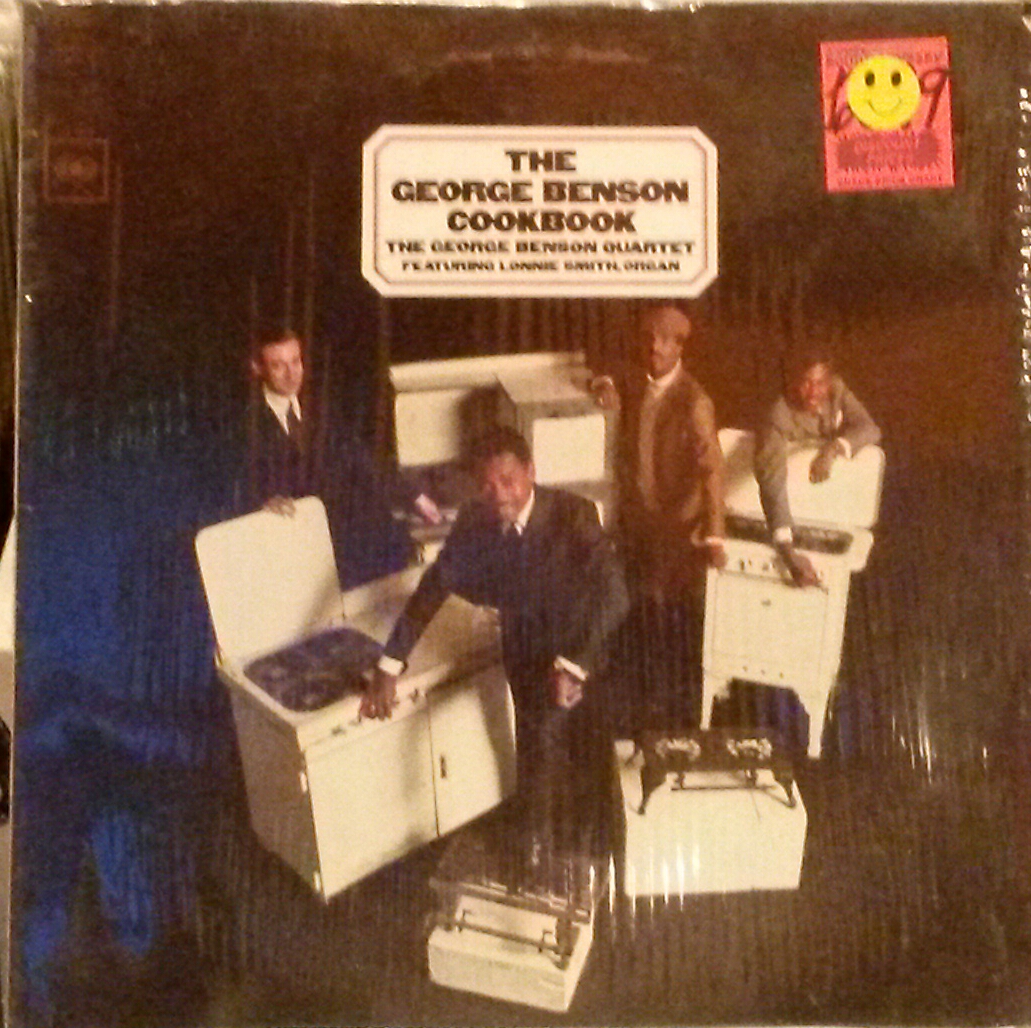 THE
GEORGE BENSON
COOKBOOK
THE GEORGE BENSON QUARTET
FEATURING LONNIE SMITH, ORGAN